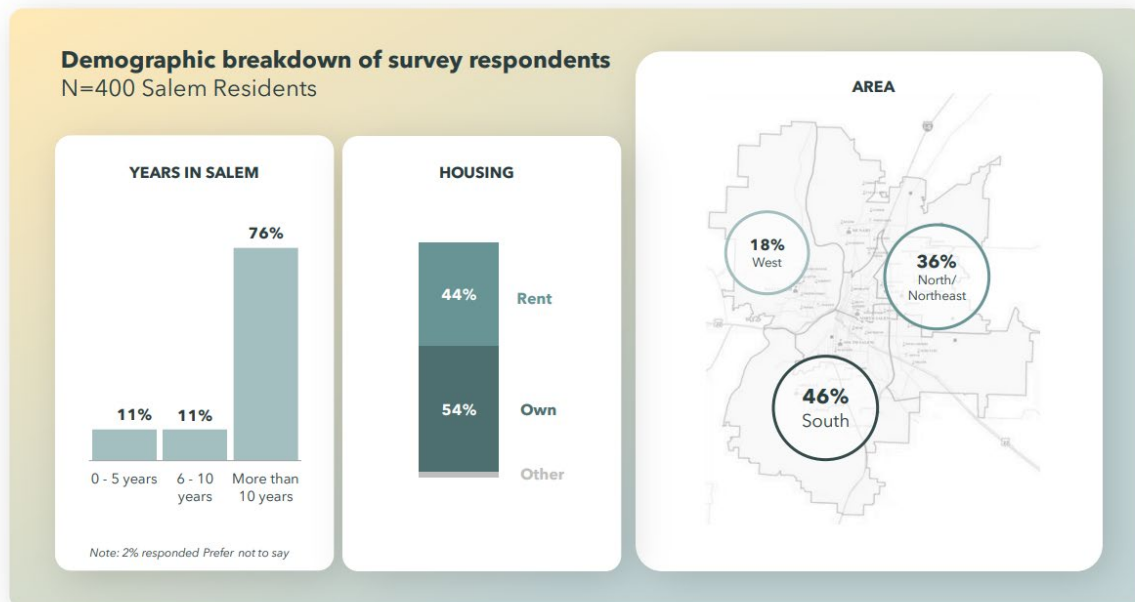 Demographic breakdown of survey respondents
N=400 Salem Residents
YEARS IN SALEM
76%
11%
11%
0 - 5 years
6 - 10
years
More than
10 years
Note: 2% responded Prefer not to say
HOUSING
44%
Rent
54%
Own
Other
AREA
18%
West
36%
North/
Northeast
46%
South